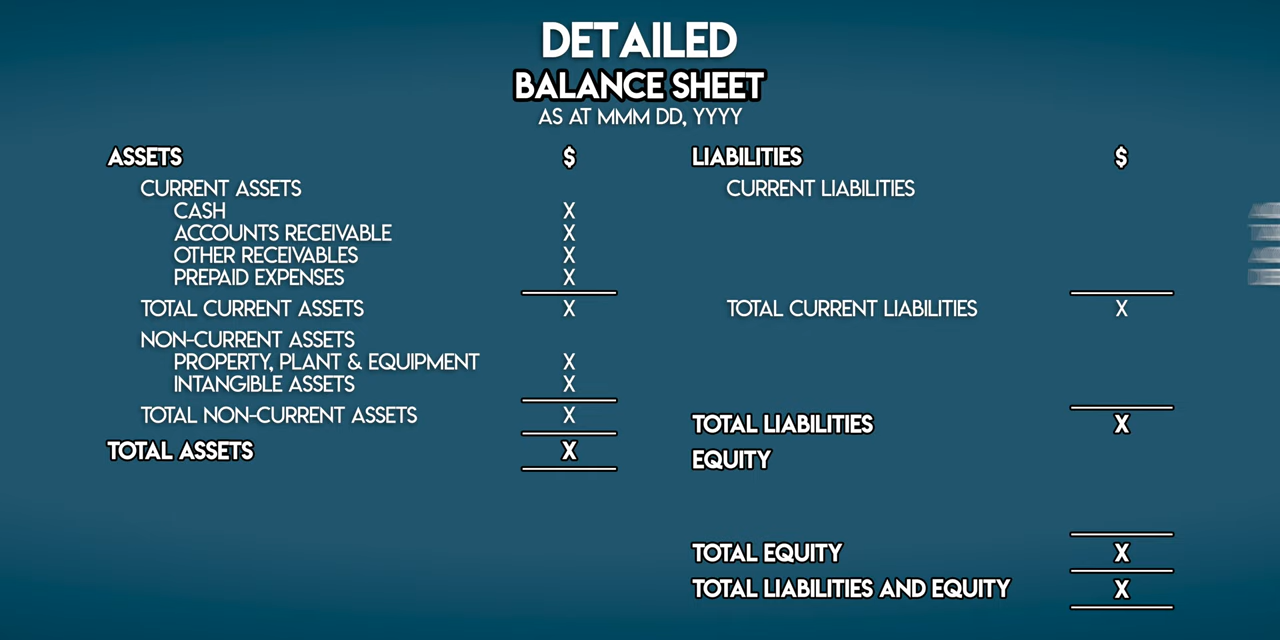 DETAILED
BALANCE SHEET
AS AT MMM DD, YYYY
ASSETS $
CURRENT ASSETS
CASH X
ACCOUNTS RECEIVABLE X
OTHER RECEIVABLES X
PREPAID EXPENSES X
TOTAL CURRENT ASSETS X
NON-CURRENT ASSETS
PROPERTY, PLANT & EQUIPMENT X
INTANGIBLE ASSETS X
TOTAL NON-CURRENT ASSETS X
TOTAL ASSETS X
LIABILITIES $
CURRENT LIABILITIES
TOTAL CURRENT LIABILITIES X
TOTAL LIABILITIES X
EQUITY
TOTAL EQUITY X
TOTAL LIABILITIES AND EQUITY X